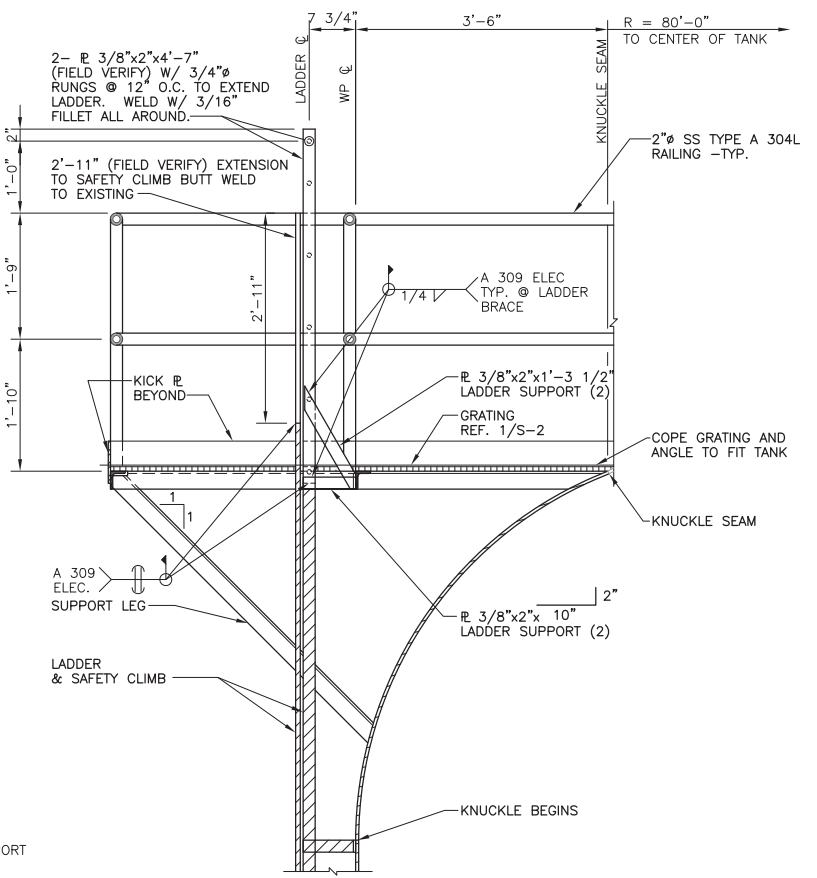 7 3/4"
3'-6"
R = 80'-0"
TO CENTER OF TANK
LADDER ℄
WP ℄
KNUCKLE SEAM
2- ℞ 3/8"x2"x4'-7"
(FIELD VERIFY) W/ 3/4"ø
RUNGS @ 12" O.C. TO EXTEND
LADDER. WELD W/ 3/16"
FILLET ALL AROUND.
2"
1'-0"
1'-9"
1'-10"
2'-11" (FIELD VERIFY) EXTENSION
TO SAFETY CLIMB BUTT WELD
TO EXISTING
2"ø SS TYPE A 304L
RAILING -TYP.
2'-11"
1/4
A 309 ELEC
TYP. @ LADDER
BRACE
KICK ℞
BEYOND
℞ 3/8"x2"x1'-3 1/2"
LADDER SUPPORT (2)
GRATING
REF. 1/S-2
COPE GRATING AND
ANGLE TO FIT TANK
KNUCKLE SEAM
1
1
A 309
ELEC.
SUPPORT LEG
2"
10"
℞ 3/8"x2"x
LADDER SUPPORT (2)
LADDER
& SAFETY CLIMB
KNUCKLE BEGINS
ORT